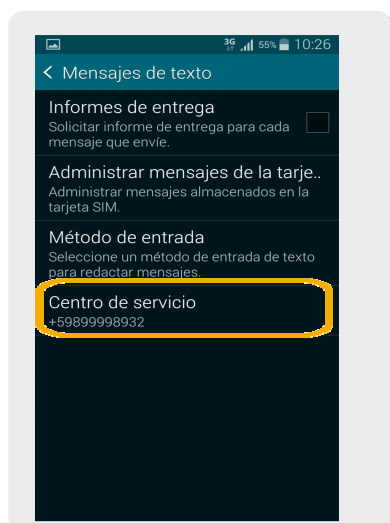 3G 55% 10:26
< Mensajes de texto
Informes de entrega
Solicitar informe de entrega para cada
mensaje que envíe.
Administrar mensajes de la tarje..
Administrar mensajes almacenados en la
tarjeta SIM.
Método de entrada
Seleccione un método de entrada de texto
para redactar mensajes.
Centro de servicio
+59899998932